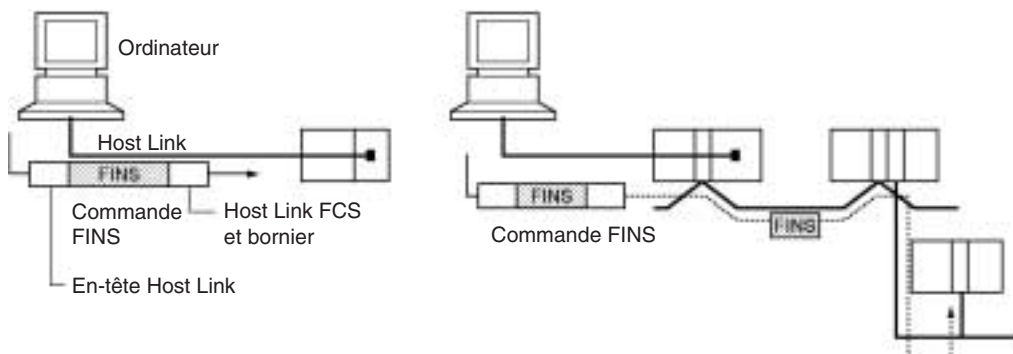 Ordinateur
Host Link
FINS
Commande
FINS
Host Link FCS
et bornier
En-tête Host Link
FINS
Commande FINS
FINS